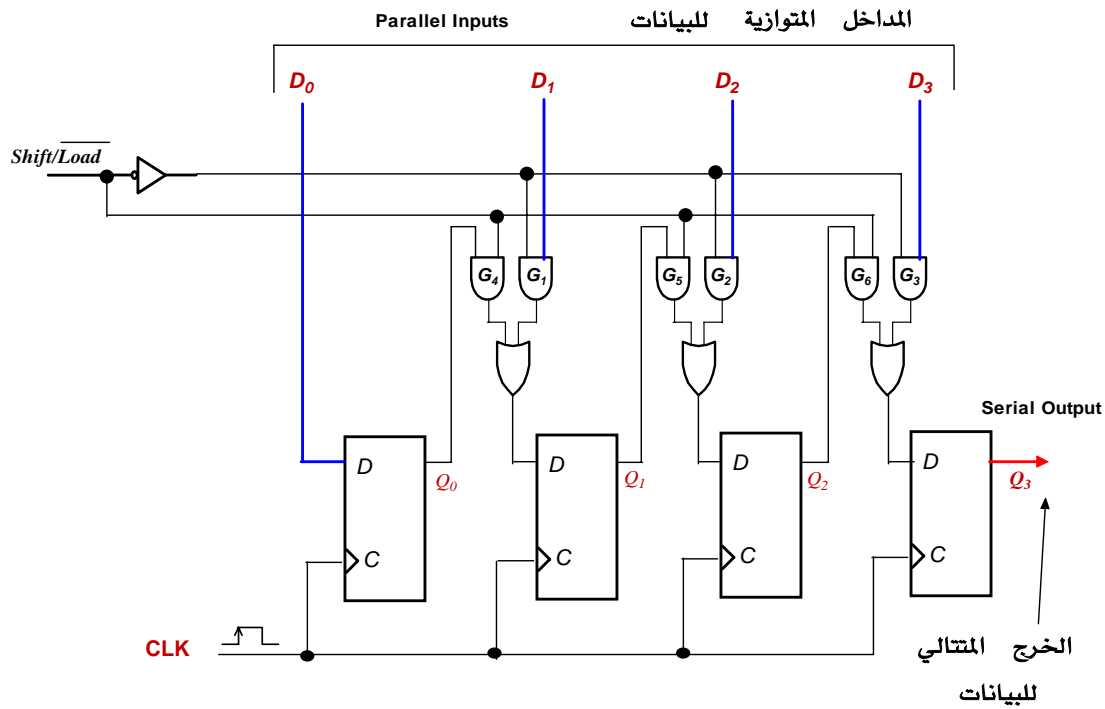 Parallel Inputs المداخل المتوازية للبيانات
D0 D1 D2 D3
Shift/L̅o̅a̅d̅
G4 G1 G5 G2 G6 G3
Serial Output
D Q0 D Q1 D Q2 D Q3
C C C C
CLK
الخرج المتتالي
للبيانات